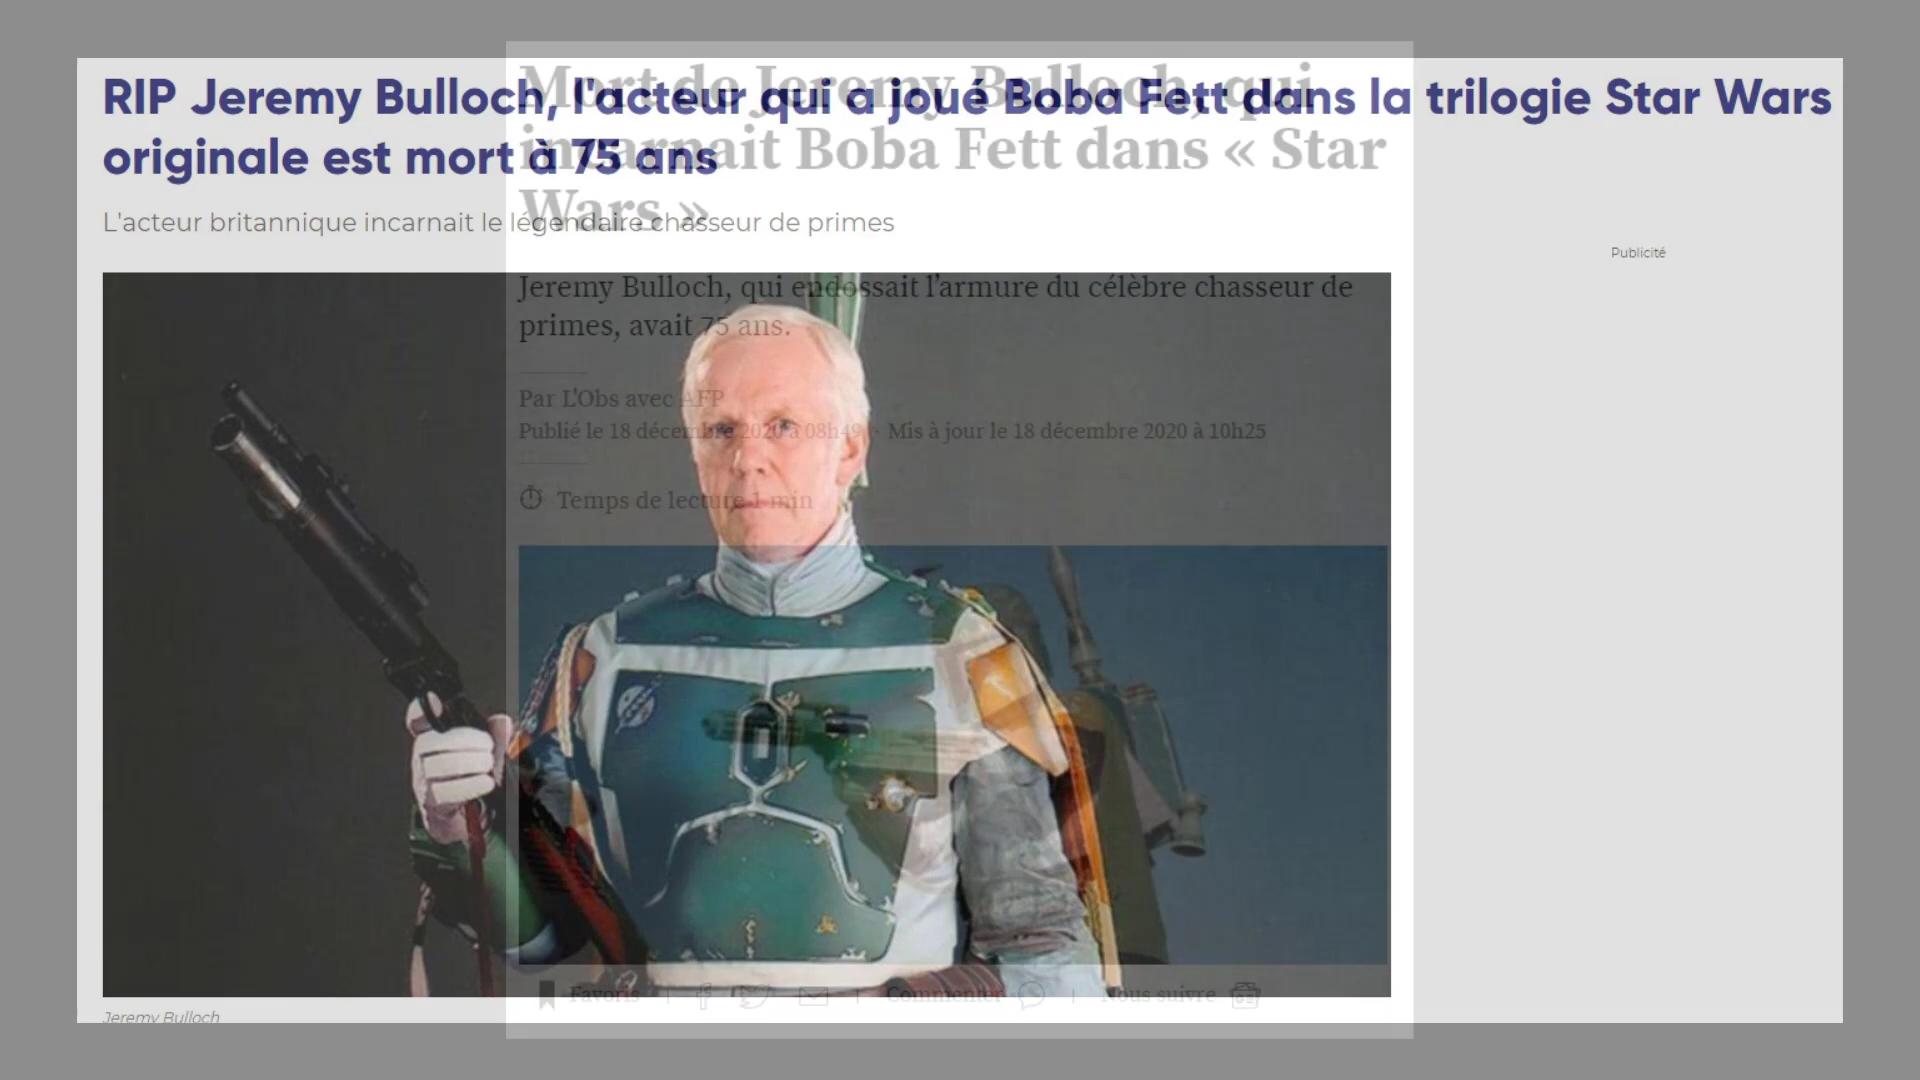 RIP Jeremy Bulloch, l'acteur qui a joué Boba Fett dans la trilogie Star Wars
originale est mort à 75 ans
L'acteur britannique incarnait le légendaire chasseur de primes
Publicité
Jeremy Bulloch
Mort de Jeremy Bulloch, qui
incarnait Boba Fett dans « Star
Wars »
Jeremy Bulloch, qui endossait l'armure du célèbre chasseur de
primes, avait 75 ans.
Par L'Obs avec AFP
Publié le 18 décembre 2020 à 08h49 · Mis à jour le 18 décembre 2020 à 10h25
Temps de lecture 1 min
Favoris
Commenter
Nous suivre